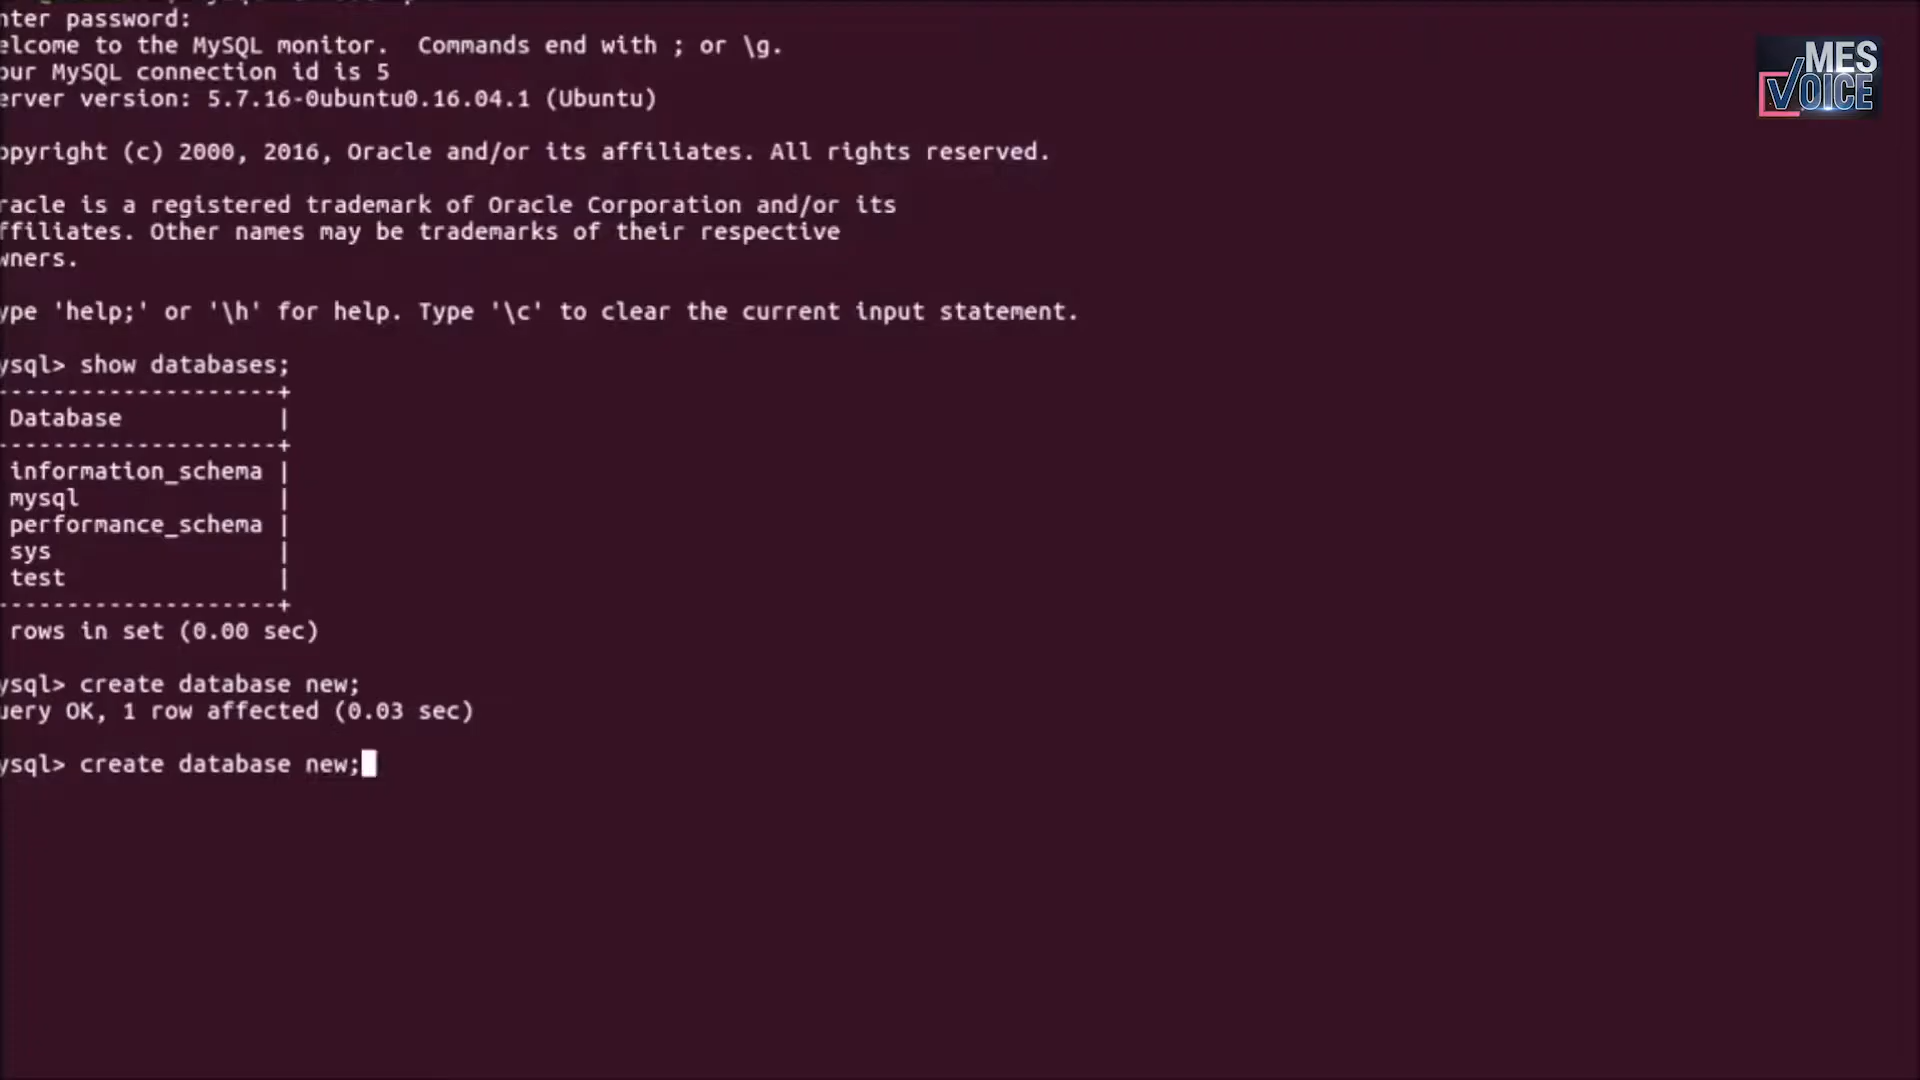 nter password:
elcome to the MySQL monitor.  Commands end with ; or \g.
our MySQL connection id is 5
erver version: 5.7.16-0ubuntu0.16.04.1 (Ubuntu)
opyright (c) 2000, 2016, Oracle and/or its affiliates. All rights reserved.
racle is a registered trademark of Oracle Corporation and/or its
ffiliates. Other names may be trademarks of their respective
wners.
ype 'help;' or '\h' for help. Type '\c' to clear the current input statement.
ysql> show databases;
--------------------+
Database           |
--------------------+
information_schema |
mysql              |
performance_schema |
sys                |
test               |
--------------------+
rows in set (0.00 sec)
ysql> create database new;
uery OK, 1 row affected (0.03 sec)
ysql> create database new;
MES
VOICE